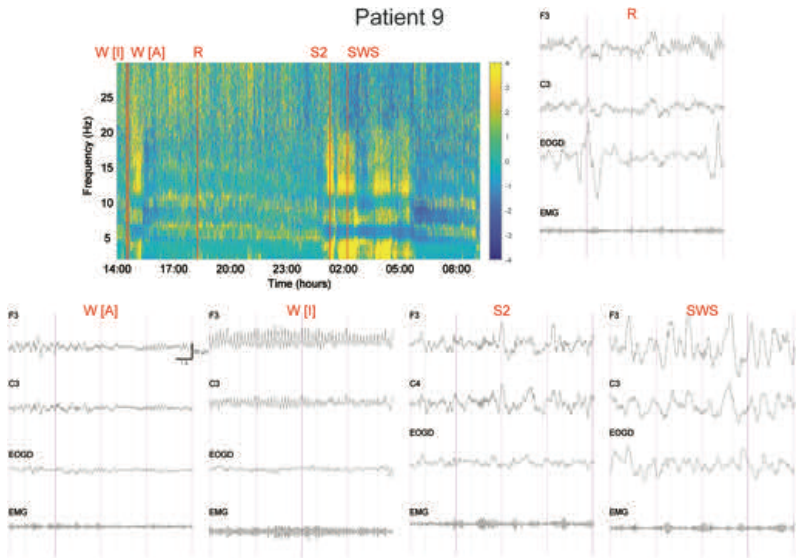 Patient 9
W [I] W [A] R S2 SWS
Frequency (Hz)
25
20
15
10
5
14:00 17:00 20:00 23:00 02:00 05:00 08:00
Time (hours)
4
3
2
1
0
-1
-2
-3
-4
R
F3
C3
EOGD
EMG
W [A]
F3
C3
EOGD
EMG
W [I]
F3
C3
EOGD
EMG
S2
F3
C4
EOGD
EMG
SWS
F3
C3
EOGD
EMG